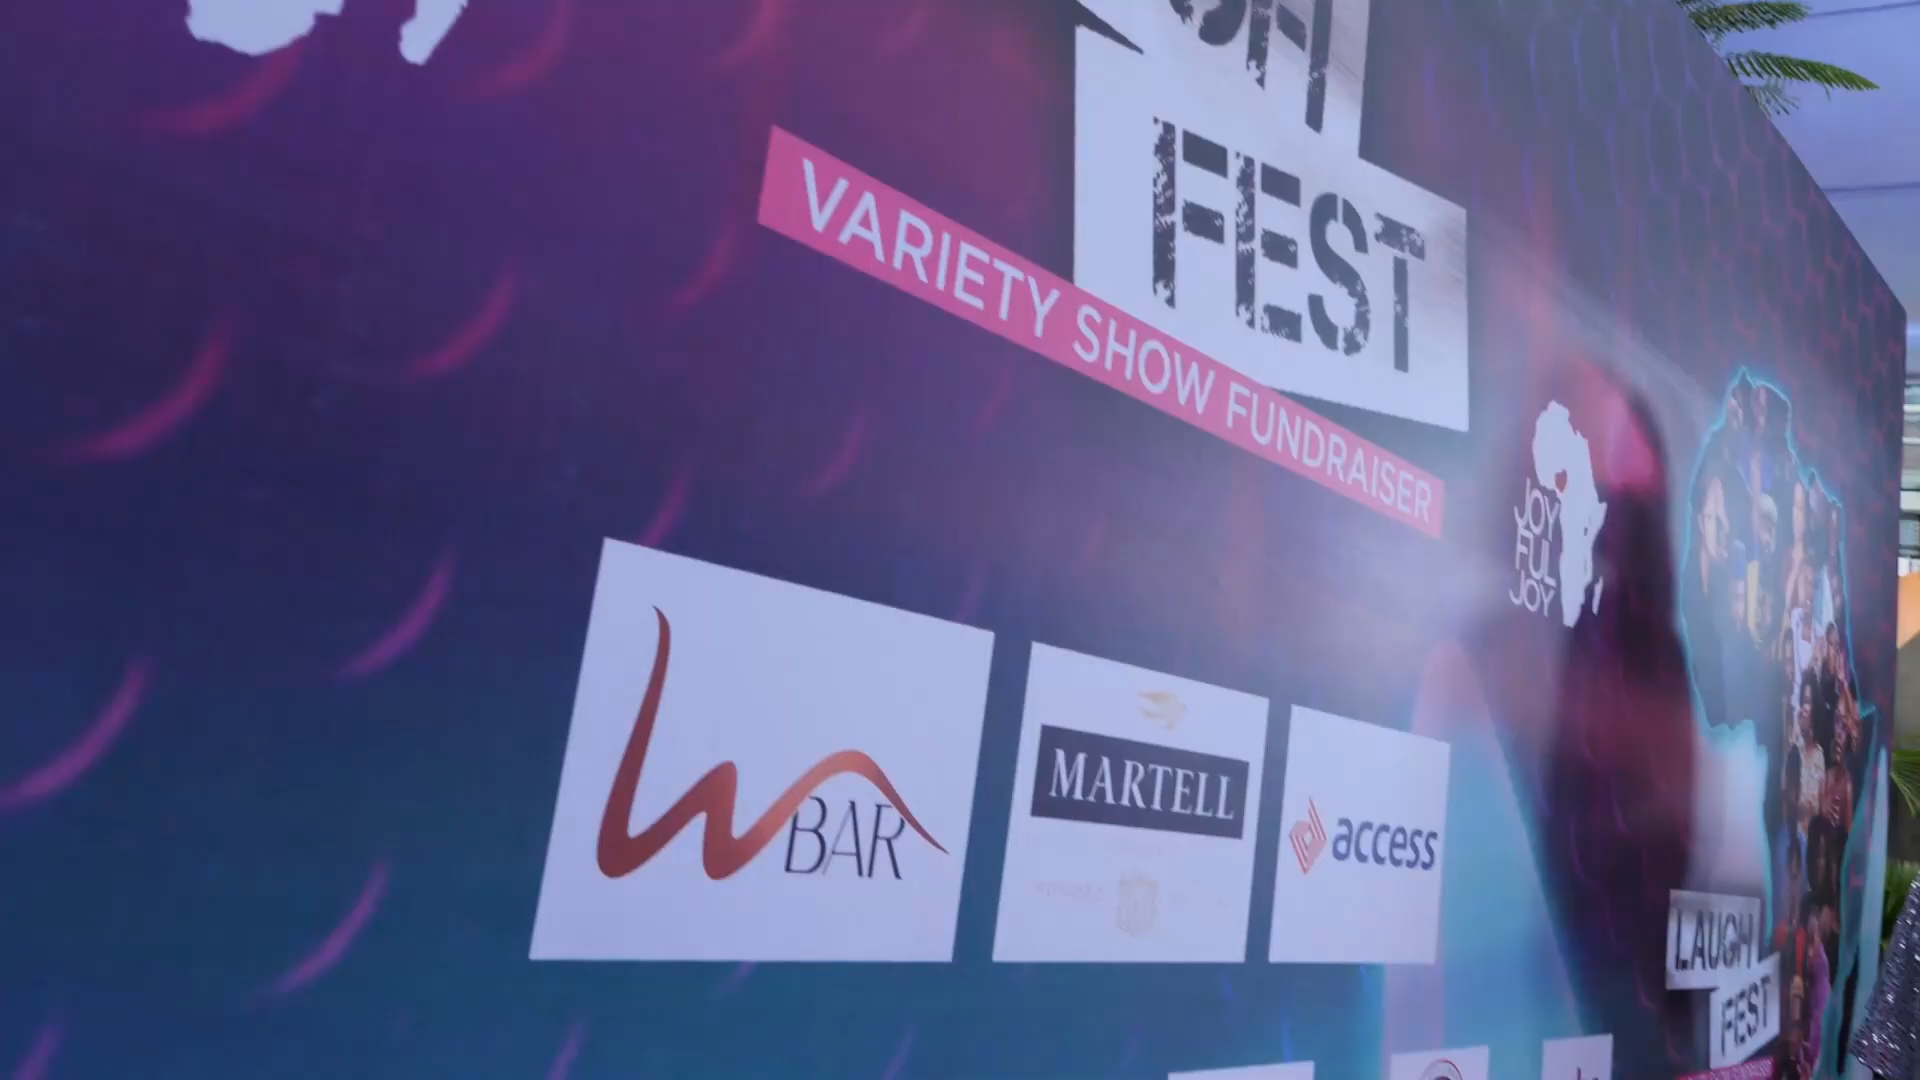 FEST
VARIETY SHOW FUNDRAISER
JOY
FUL
JOY
W BAR
MARTELL
access
LAUGH
FEST